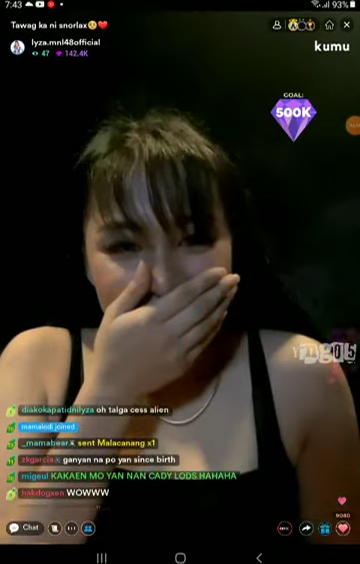 7:43
93%
Tawag ka ni snorlax🥺❤️
lyza.mnl48official
47 142.4K
kumu
GOAL:
500K
diakokapatidnilyza oh talga cess alien
mamalodi joined
_mamabear sent Malacanang x1
zkgarcia ganyan na po yan since birth
migeul KAKAEN MO YAN NAN CADY LODS HAHAHA
hakdogxen WOWWW
Chat
9080